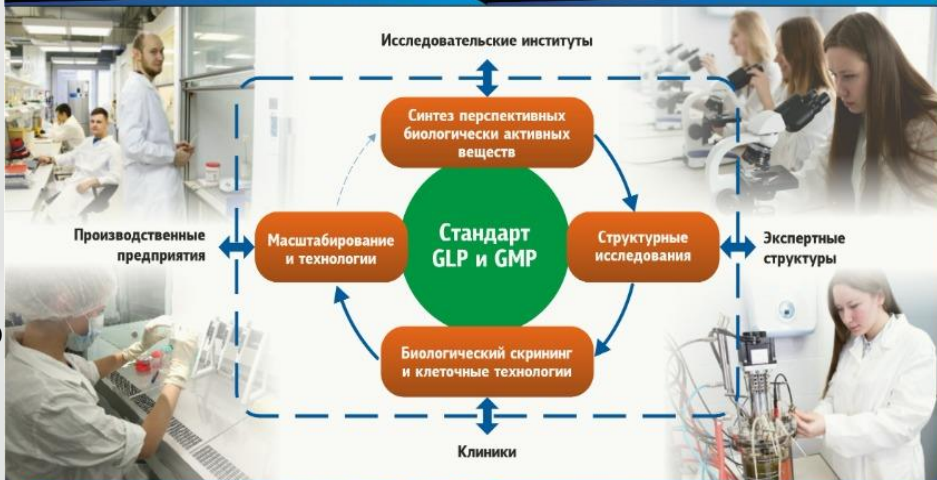 Исследовательские институты
Синтез перспективных
биологически активных
веществ
Производственные
предприятия
Масштабирование
и технологии
Стандарт
GLP и GMP
Структурные
исследования
Экспертные
структуры
Биологический скрининг
и клеточные технологии
Клиники